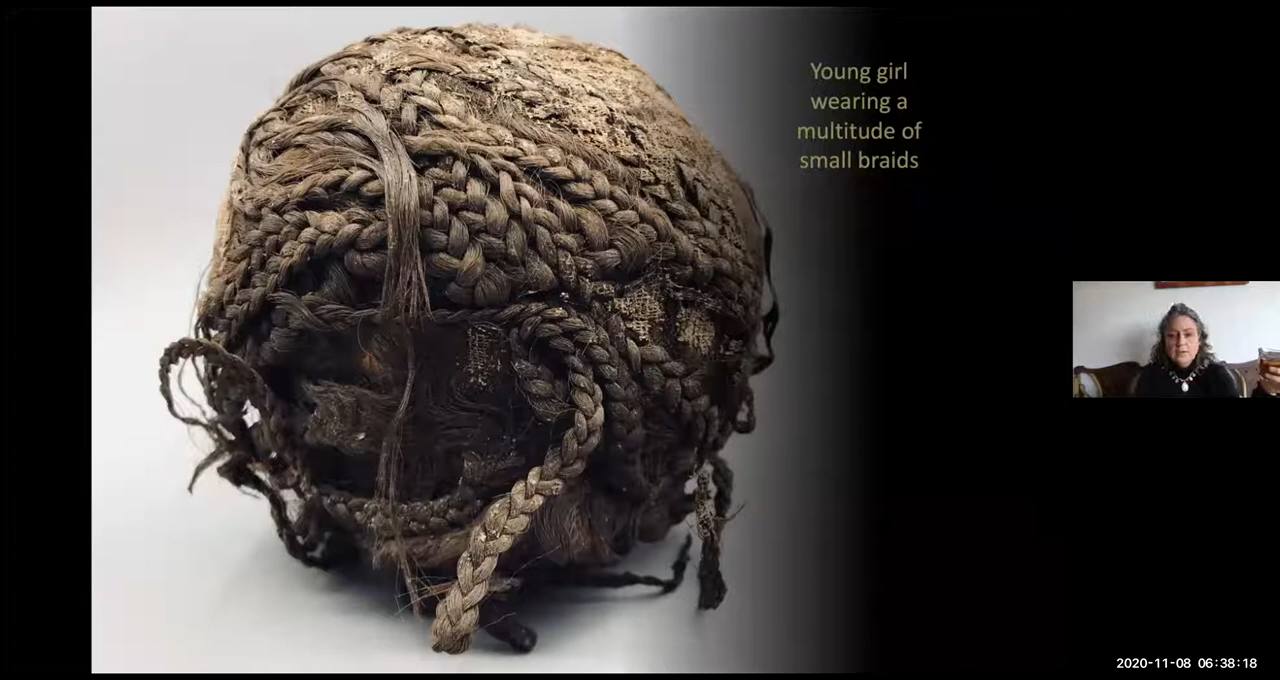 Young girl
wearing a
multitude of
small braids
2020-11-08 06:38:18